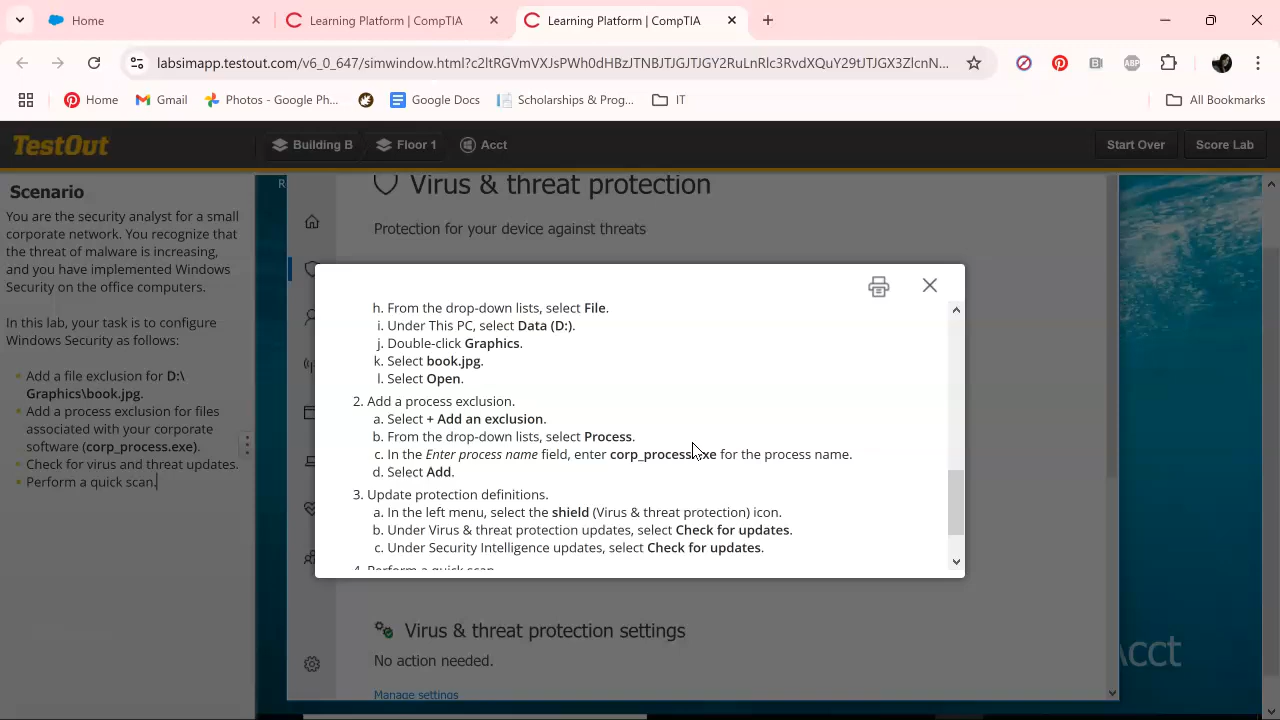 Home
Learning Platform | CompTIA
Learning Platform | CompTIA
labsimapp.testout.com/v6_0_647/simwindow.html?c2ltRGVmVXJsPWh0dHBzJTNBJTJGJTJGY2RuLnRlc3RvdXQuY29tJTJGX3ZlcnN...
Home
Gmail
Photos - Google Ph...
Google Docs
Scholarships & Prog...
IT
All Bookmarks
TestOut
Building B
Floor 1
Acct
Start Over
Score Lab
Scenario
You are the security analyst for a small
corporate network. You recognize that
the threat of malware is increasing,
and you have implemented Windows
Security on the office computers.
In this lab, your task is to configure
Windows Security as follows:
Add a file exclusion for D:\
Graphics\book.jpg.
Add a process exclusion for files
associated with your corporate
software (corp_process.exe).
Check for virus and threat updates.
Perform a quick scan.
R
Virus & threat protection
Protection for your device against threats
h. From the drop-down lists, select File.
i. Under This PC, select Data (D:).
j. Double-click Graphics.
k. Select book.jpg.
l. Select Open.
2. Add a process exclusion.
a. Select + Add an exclusion.
b. From the drop-down lists, select Process.
c. In the Enter process name field, enter corp_process.exe for the process name.
d. Select Add.
3. Update protection definitions.
a. In the left menu, select the shield (Virus & threat protection) icon.
b. Under Virus & threat protection updates, select Check for updates.
c. Under Security Intelligence updates, select Check for updates.
4. Perform a quick scan.
Virus & threat protection settings
No action needed.
Manage settings
Acct